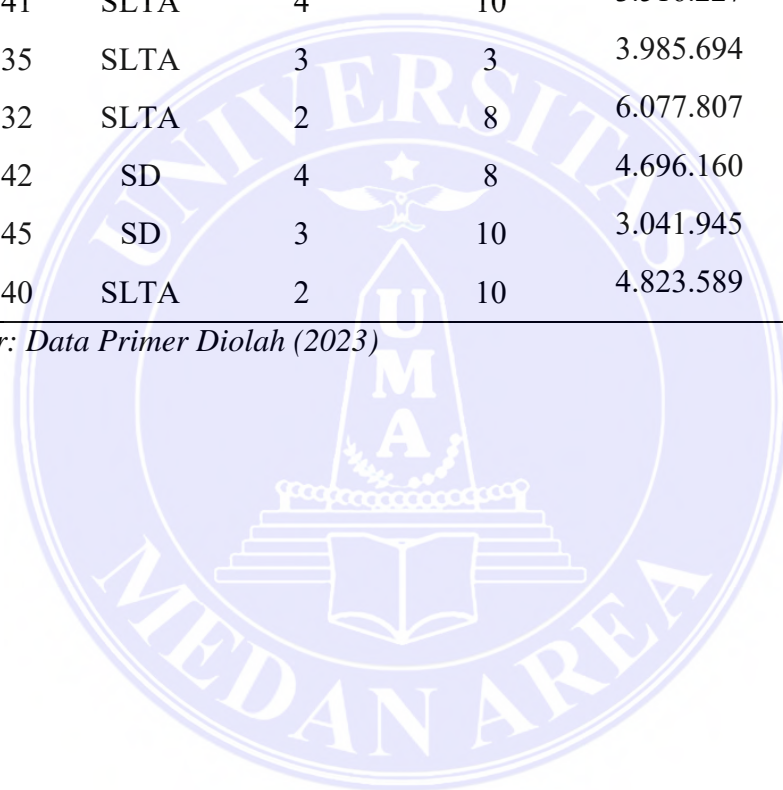 41 SLTA 4 10
35 SLTA 3 3 3.985.694
32 SLTA 2 8 6.077.807
42 SD 4 8 4.696.160
45 SD 3 10 3.041.945
40 SLTA 2 10 4.823.589
r: Data Primer Diolah (2023)
UNIVERSITAS
UMA
MEDAN AREA